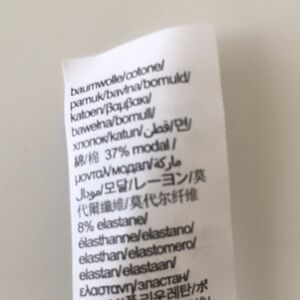 baumwolle/cotone/
pamuk/bavlna/bomuld/
katoen/βαμβακι/
bawełna/bomull/
хлопок/katun/قطن/면/
綿/棉 37% modal /
μονταλ/модал/ماركة/
مودال/모달/レーヨン/莫
代爾纖維/莫代尔纤维
8% elastane/
élasthanne/elastano/
elasthan/elastomero/
elastan/elastaan/
ελαστανη/эластан/